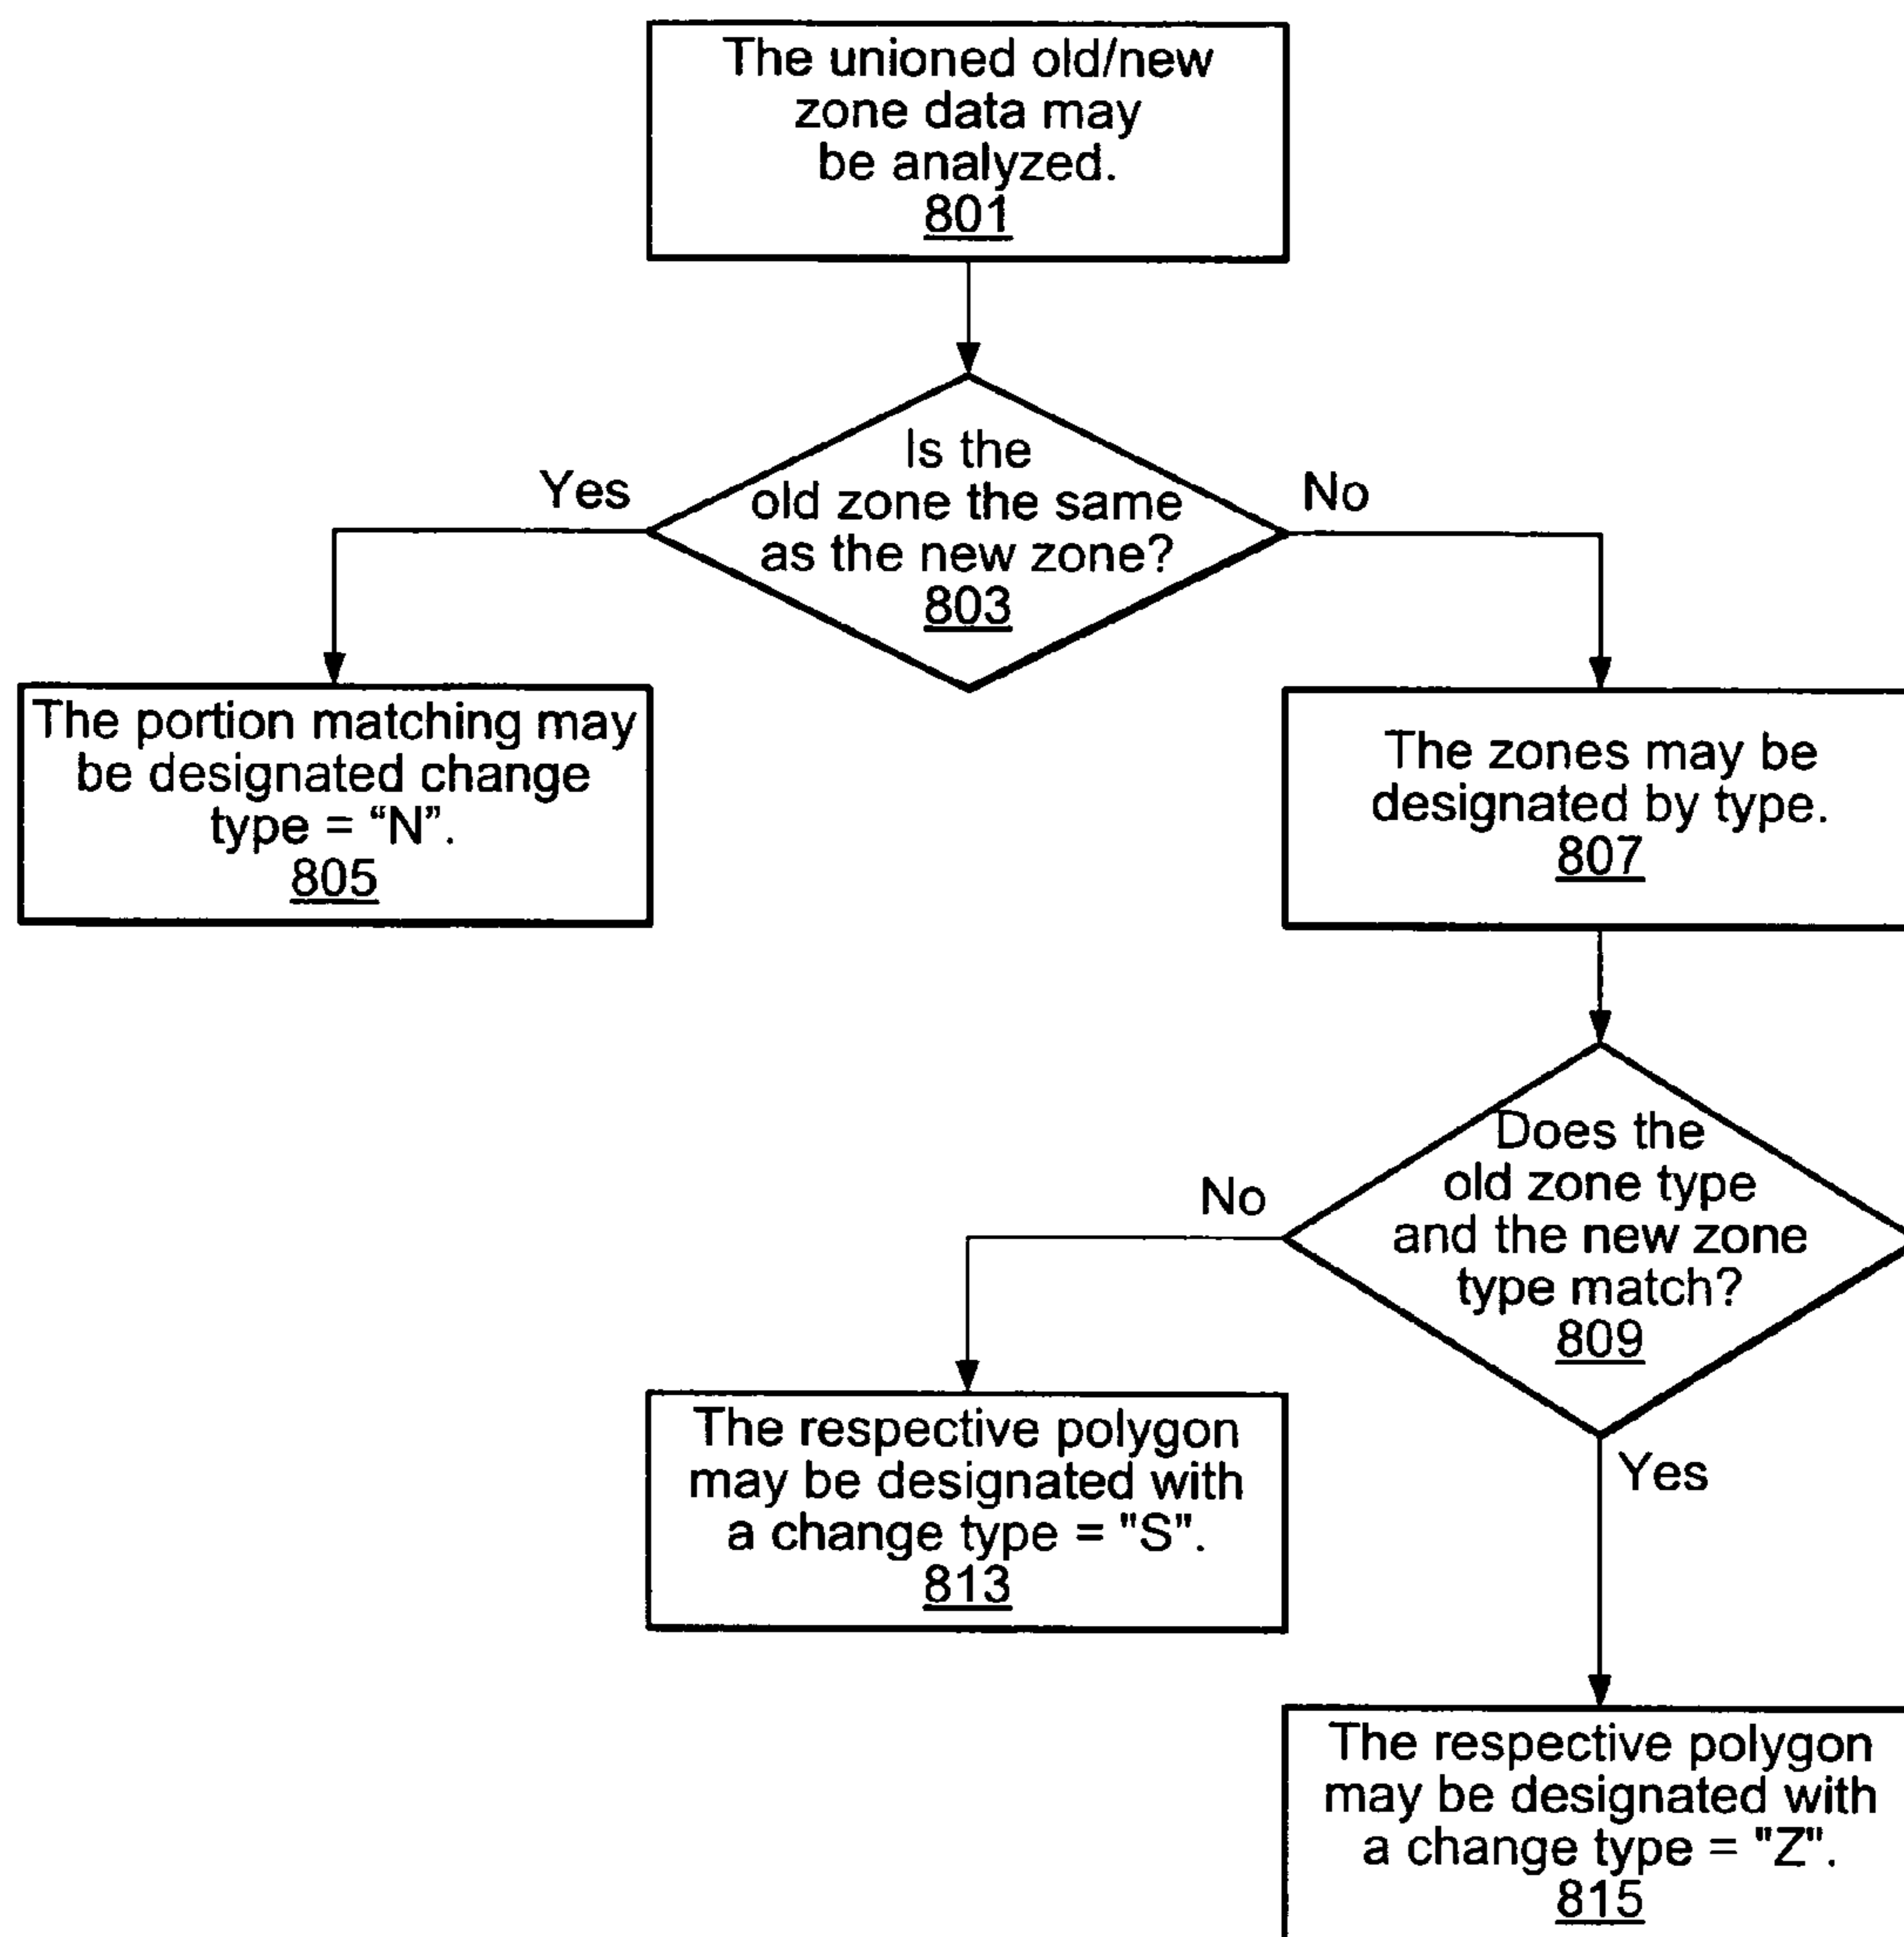 The unioned old/new
zone data may
be analyzed.
801
Is the
old zone the same
as the new zone?
803
Yes
No
The portion matching may
be designated change
type = “N”.
805
The zones may be
designated by type.
807
Does the
old zone type
and the new zone
type match?
809
No
Yes
The respective polygon
may be designated with
a change type = "S".
813
The respective polygon
may be designated with
a change type = "Z".
815